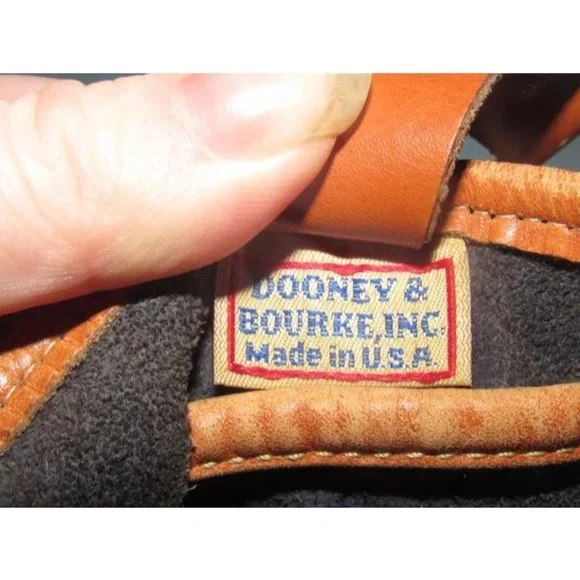 DOONEY &
BOURKE, INC.
Made in U.S.A.